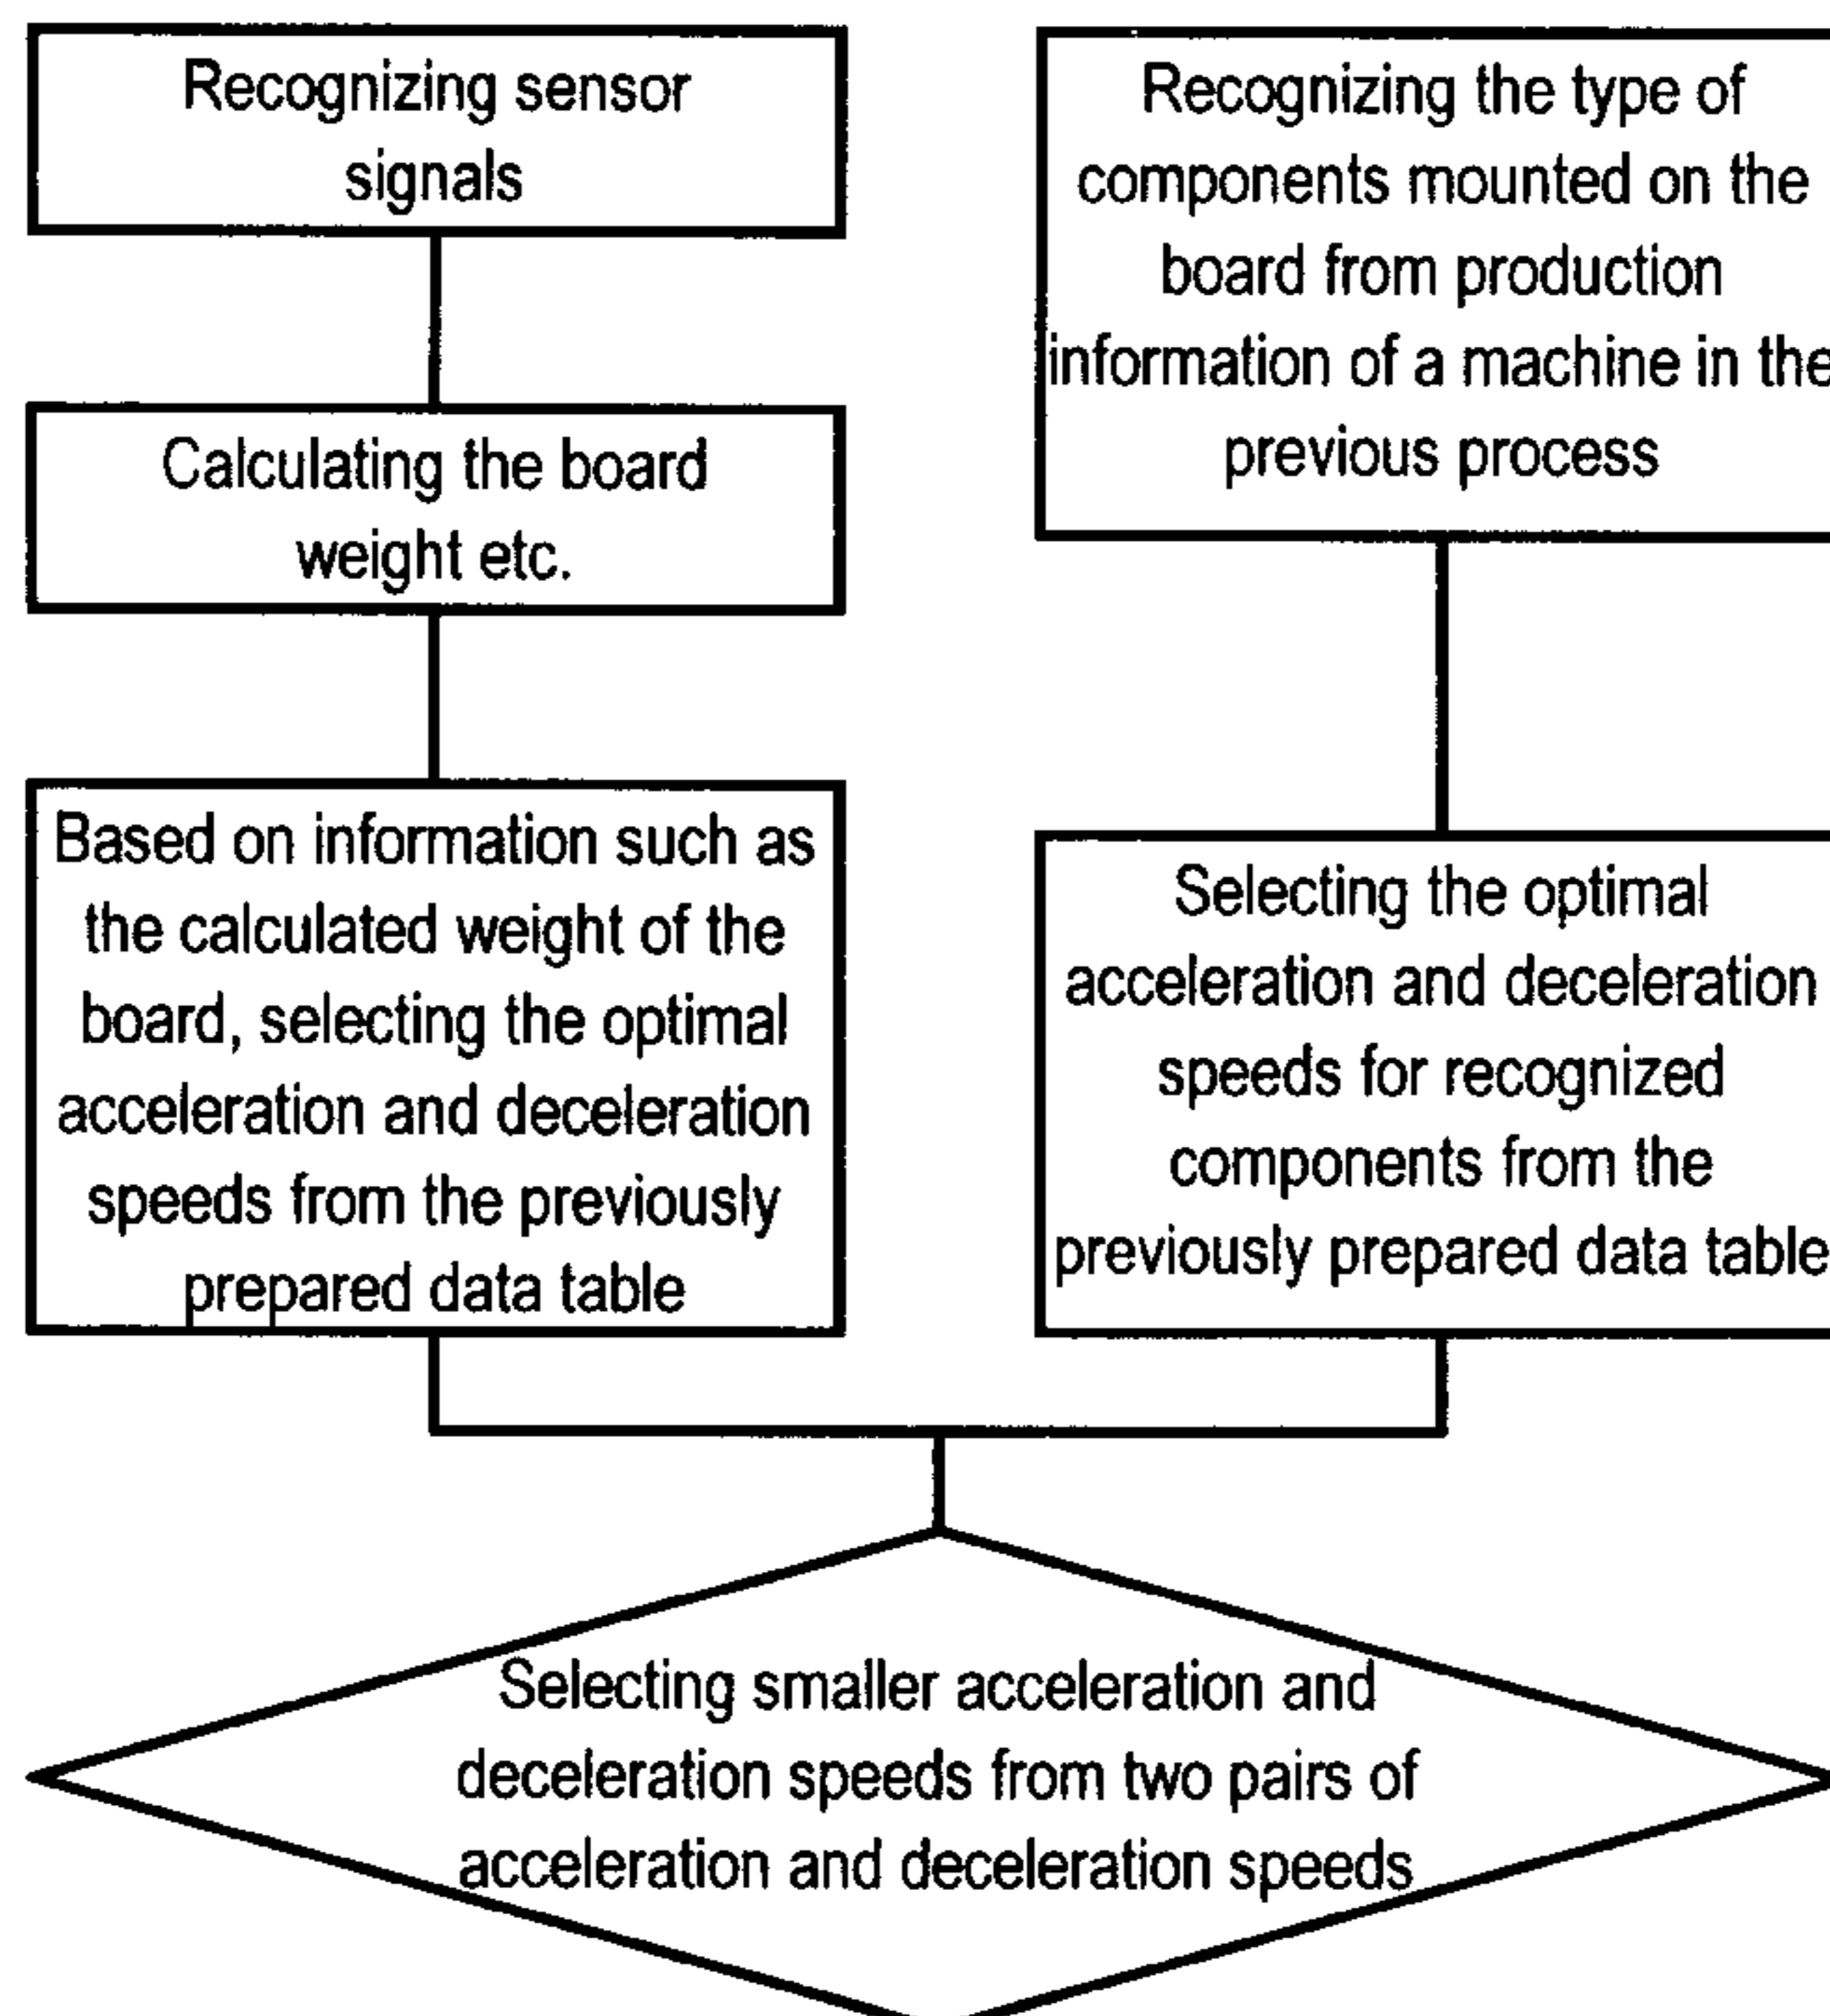 Recognizing sensor
signals
Calculating the board
weight etc.
Based on information such as
the calculated weight of the
board, selecting the optimal
acceleration and deceleration
speeds from the previously
prepared data table
Recognizing the type of
components mounted on the
board from production
information of a machine in the
previous process
Selecting the optimal
acceleration and deceleration
speeds for recognized
components from the
previously prepared data table
Selecting smaller acceleration and
deceleration speeds from two pairs of
acceleration and deceleration speeds